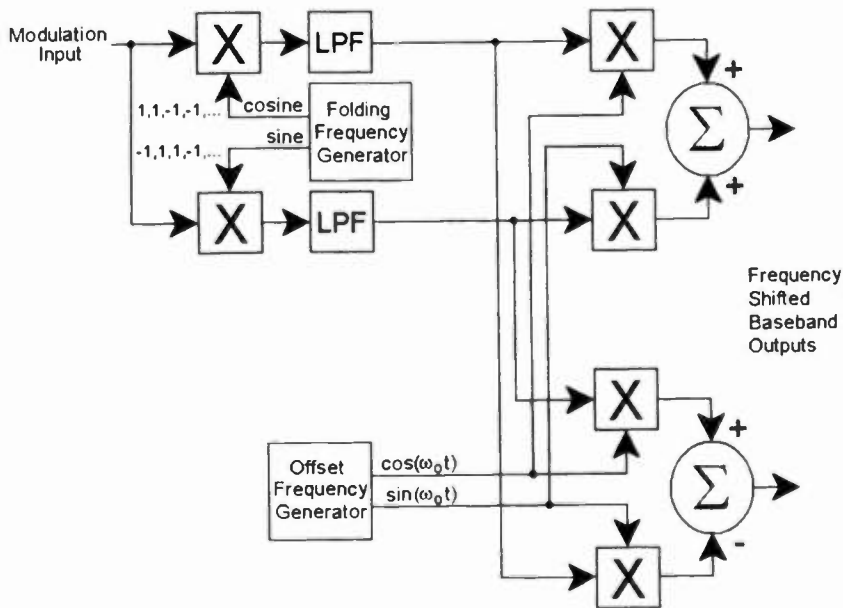 Modulation
Input
X
LPF
X
1,1,-1,-1,...
cosine
Folding
Frequency
Generator
+
Σ
-1,1,1,-1,...
sine
+
X
LPF
X
Frequency
Shifted
Baseband
Outputs
X
+
Offset
Frequency
Generator
cos(ω₀t)
sin(ω₀t)
Σ
-
X